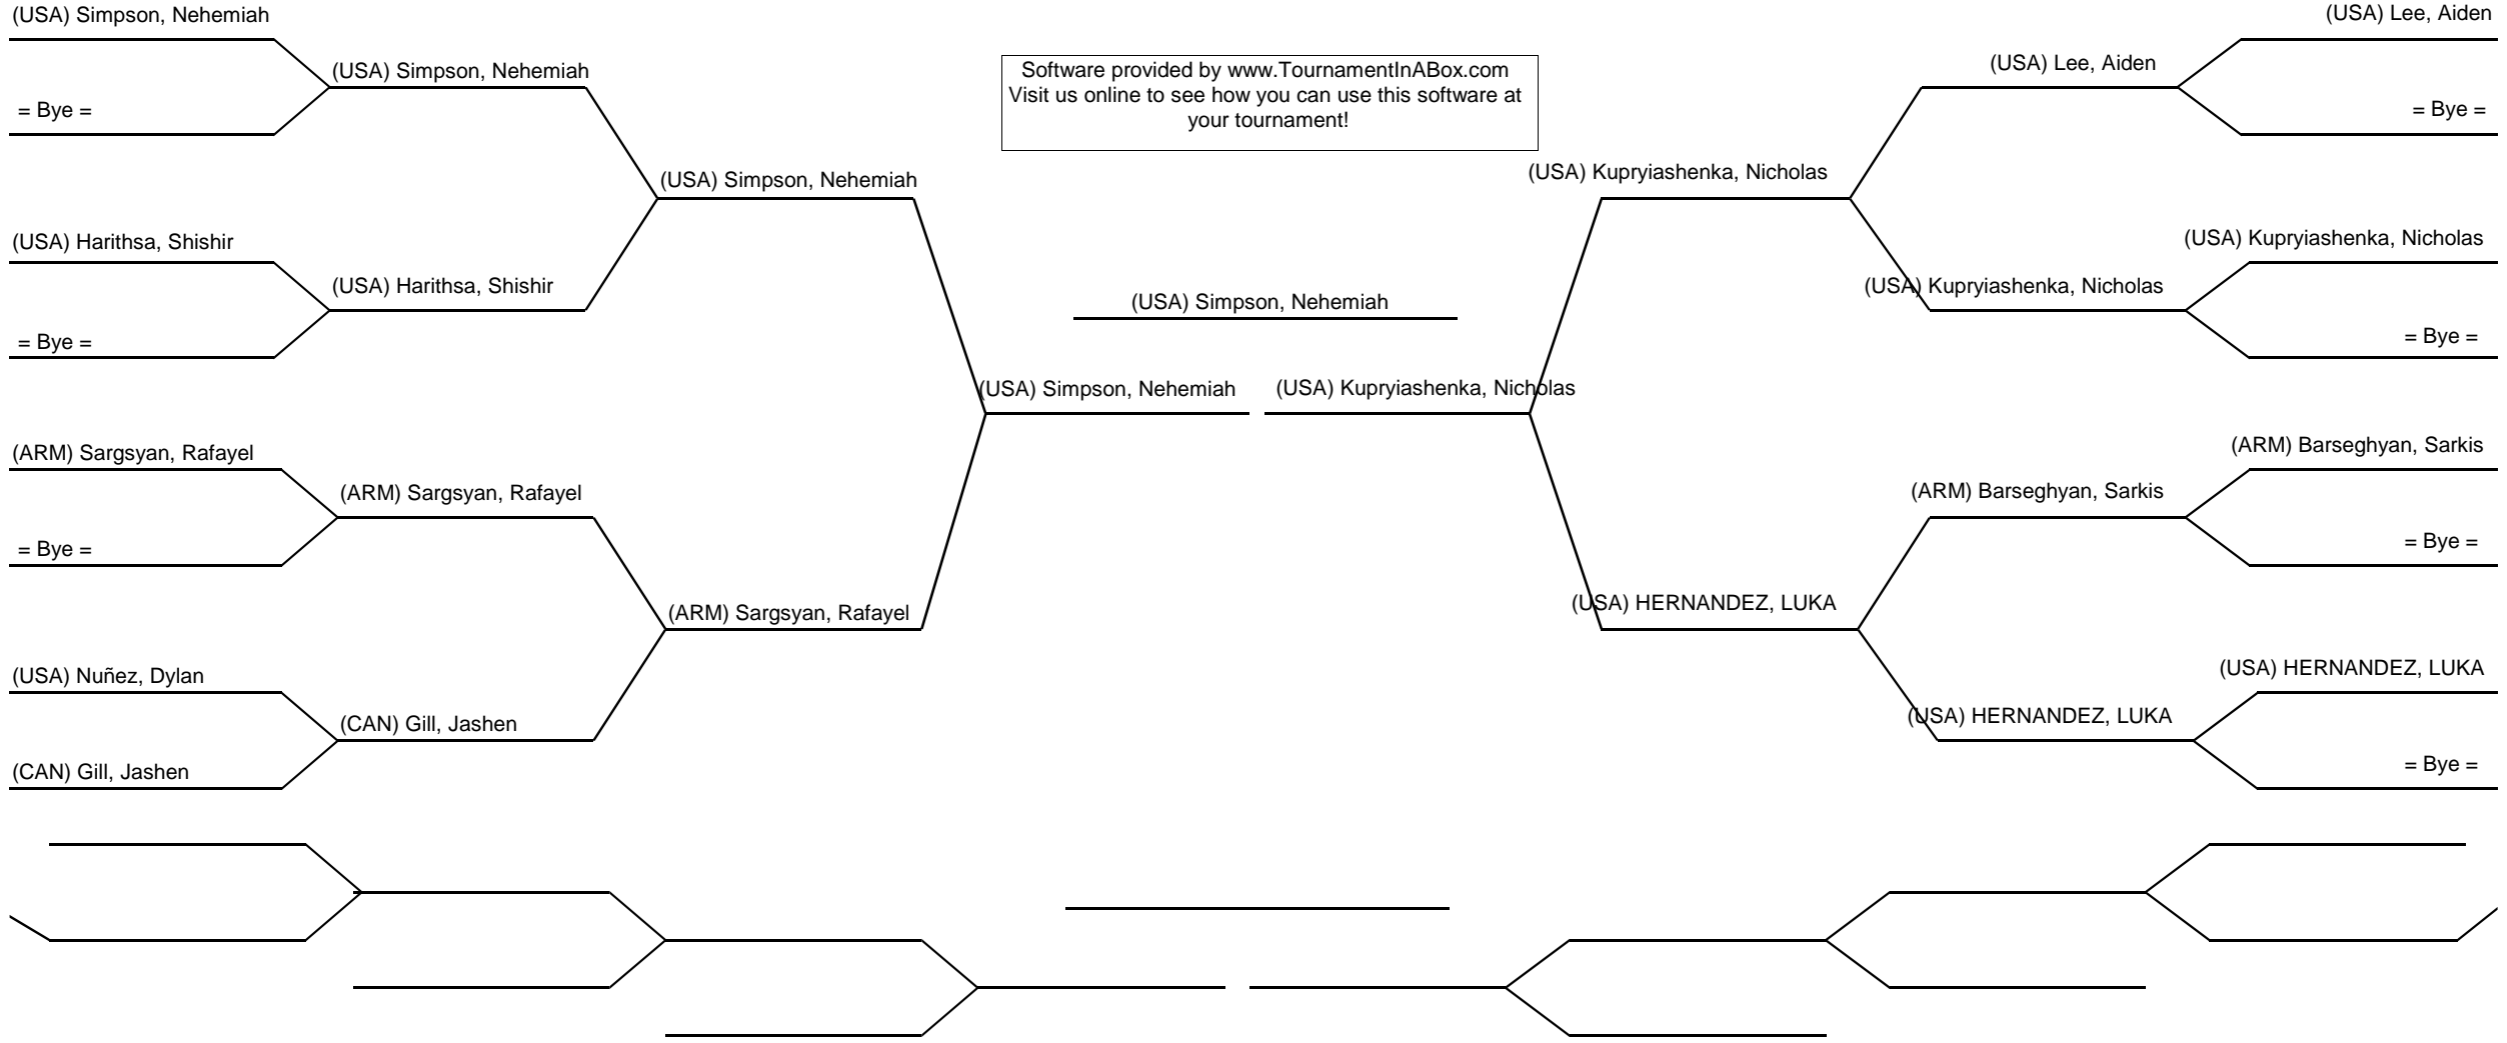 (USA) Simpson, Nehemiah
= Bye =
(USA) Harithsa, Shishir
= Bye =
(ARM) Sargsyan, Rafayel
= Bye =
(USA) Nuñez, Dylan
(CAN) Gill, Jashen
(USA) Simpson, Nehemiah
(USA) Harithsa, Shishir
(ARM) Sargsyan, Rafayel
(CAN) Gill, Jashen
(USA) Simpson, Nehemiah
(ARM) Sargsyan, Rafayel
(USA) Simpson, Nehemiah
Software provided by www.TournamentInABox.com
Visit us online to see how you can use this software at
your tournament!
(USA) Simpson, Nehemiah
(USA) Kupryiashenka, Nicholas
(USA) Kupryiashenka, Nicholas
(USA) HERNANDEZ, LUKA
(USA) Lee, Aiden
(USA) Kupryiashenka, Nicholas
(ARM) Barseghyan, Sarkis
(USA) HERNANDEZ, LUKA
(USA) Lee, Aiden
= Bye =
(USA) Kupryiashenka, Nicholas
= Bye =
(ARM) Barseghyan, Sarkis
= Bye =
(USA) HERNANDEZ, LUKA
= Bye =